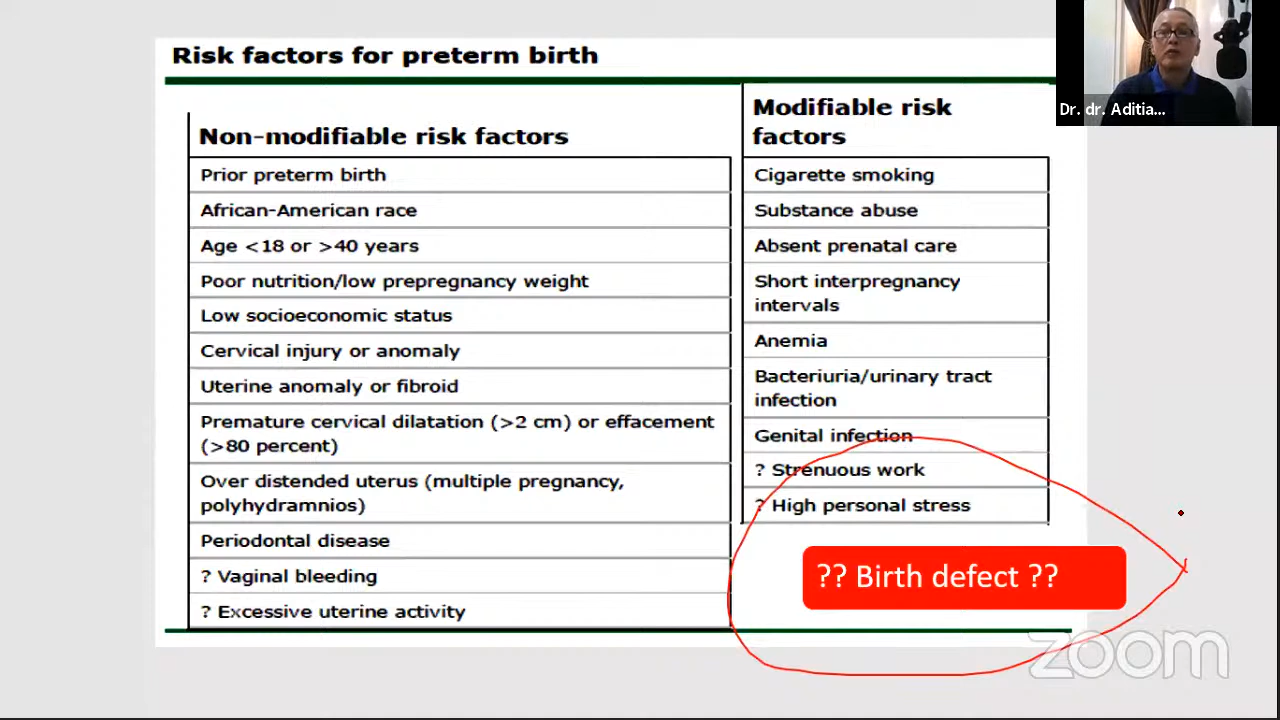 Risk factors for preterm birth
Non-modifiable risk factors
Prior preterm birth
African-American race
Age <18 or >40 years
Poor nutrition/low prepregnancy weight
Low socioeconomic status
Cervical injury or anomaly
Uterine anomaly or fibroid
Premature cervical dilatation (>2 cm) or effacement
(>80 percent)
Over distended uterus (multiple pregnancy,
polyhydramnios)
Periodontal disease
? Vaginal bleeding
? Excessive uterine activity
Modifiable risk
factors
Cigarette smoking
Substance abuse
Absent prenatal care
Short interpregnancy
intervals
Anemia
Bacteriuria/urinary tract
infection
Genital infection
? Strenuous work
? High personal stress
?? Birth defect ??
Dr. dr. Aditia...
zoom